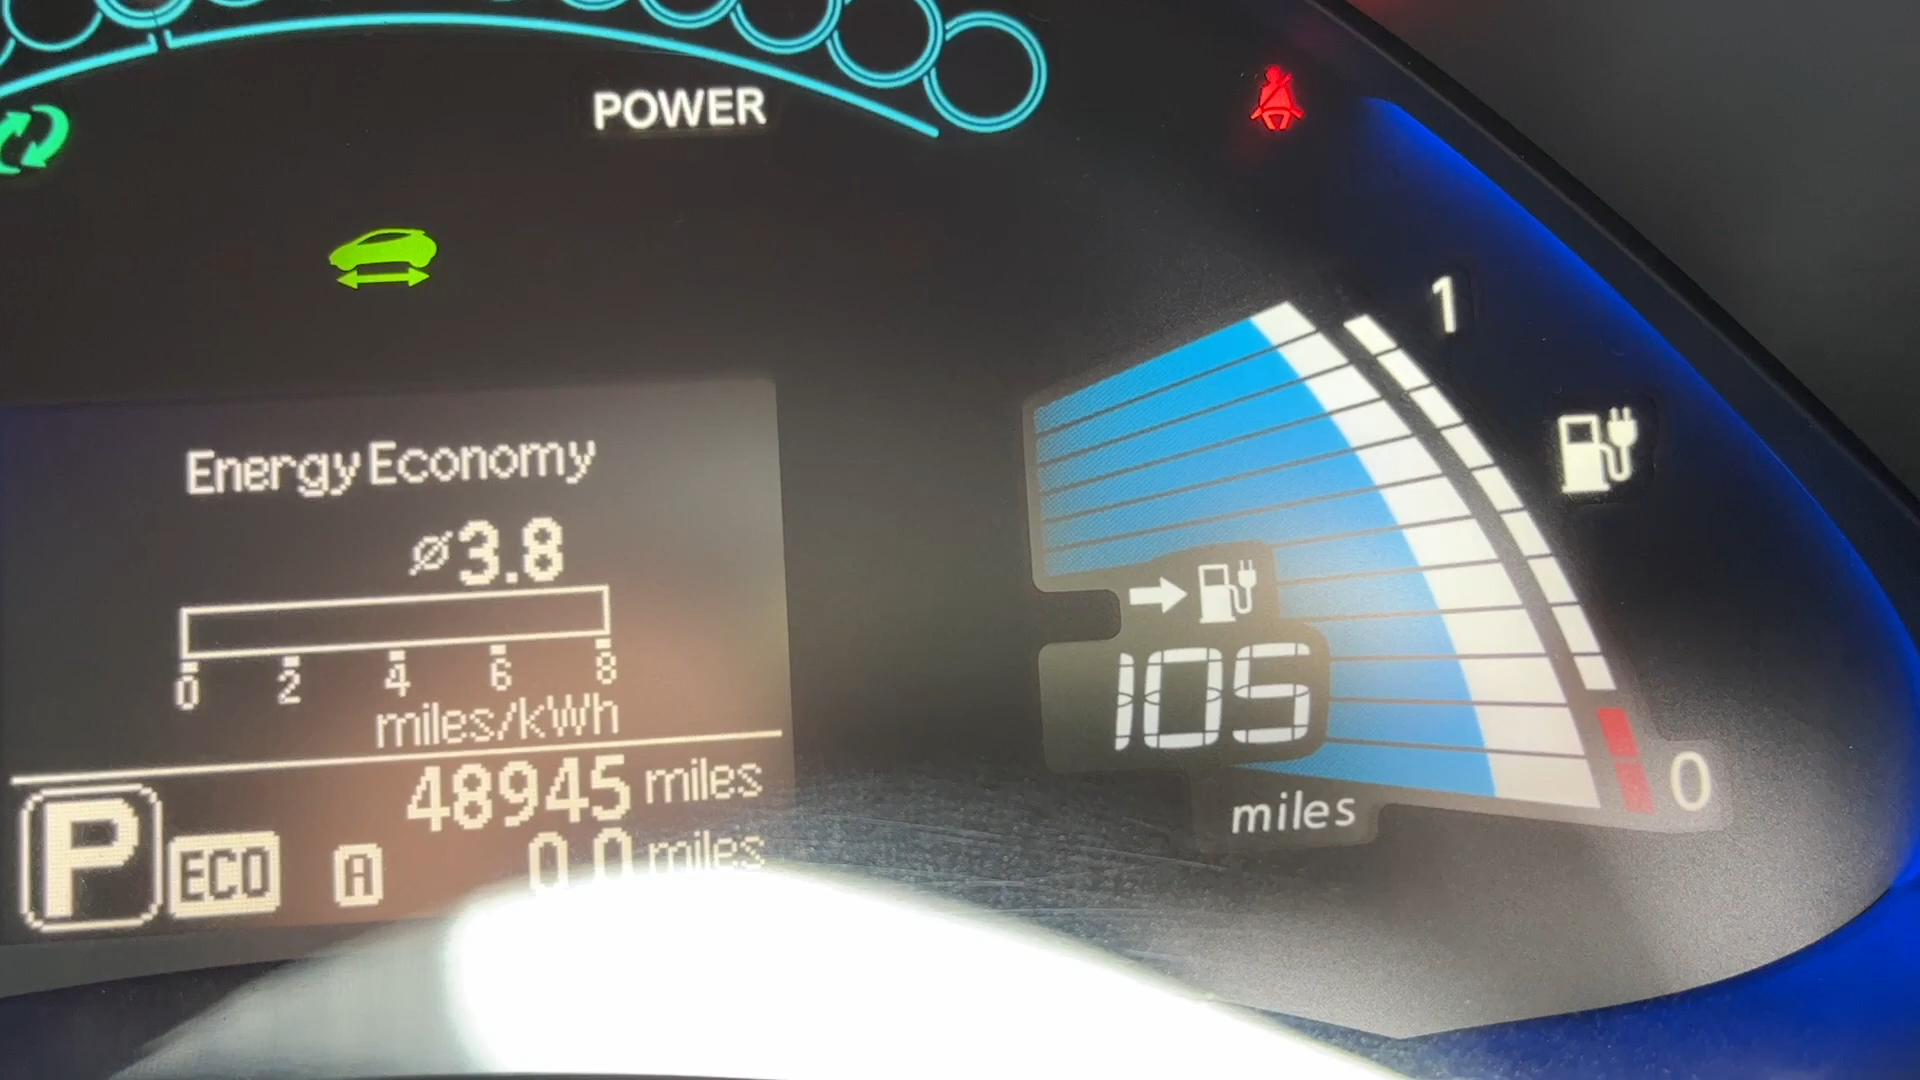 POWER
1
Energy Economy
ø3.8
0 2 4 6 8
miles/kWh
105
miles
0
48945 miles
P ECO A 0.0 miles